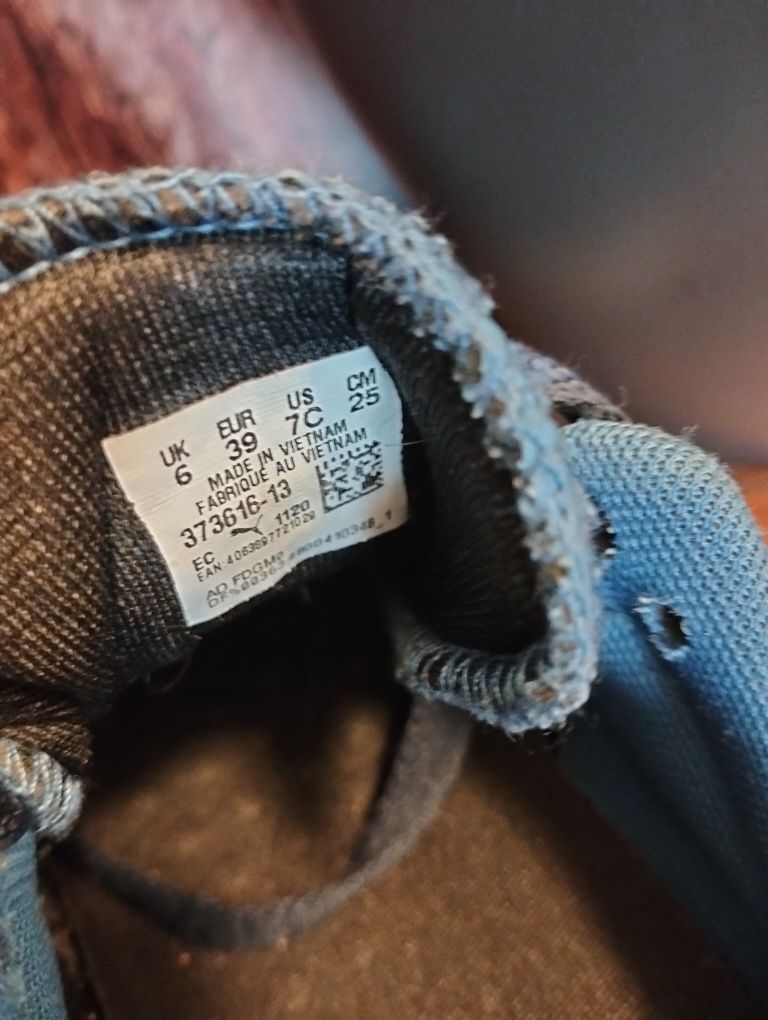 UK EUR US CM
6 39 7C 25
MADE IN VIETNAM
FABRIQUE AU VIETNAM
373616-13
EC 1120